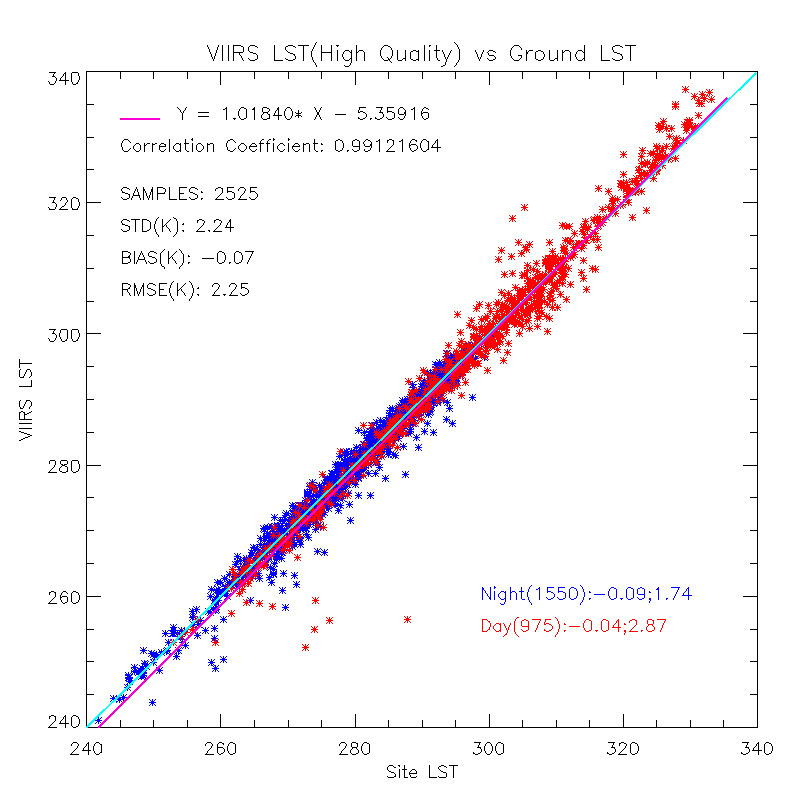 VIIRS LST(High Quality) vs Ground LST
Y = 1.01840* X − 5.35916
Correlation Coefficient: 0.99121604
SAMPLES: 2525
STD(K): 2.24
BIAS(K): −0.07
RMSE(K): 2.25
340
320
300
280
260
240
VIIRS LST
Night(1550):−0.09;1.74
Day(975):−0.04;2.87
240 260 280 300 320 340
Site LST